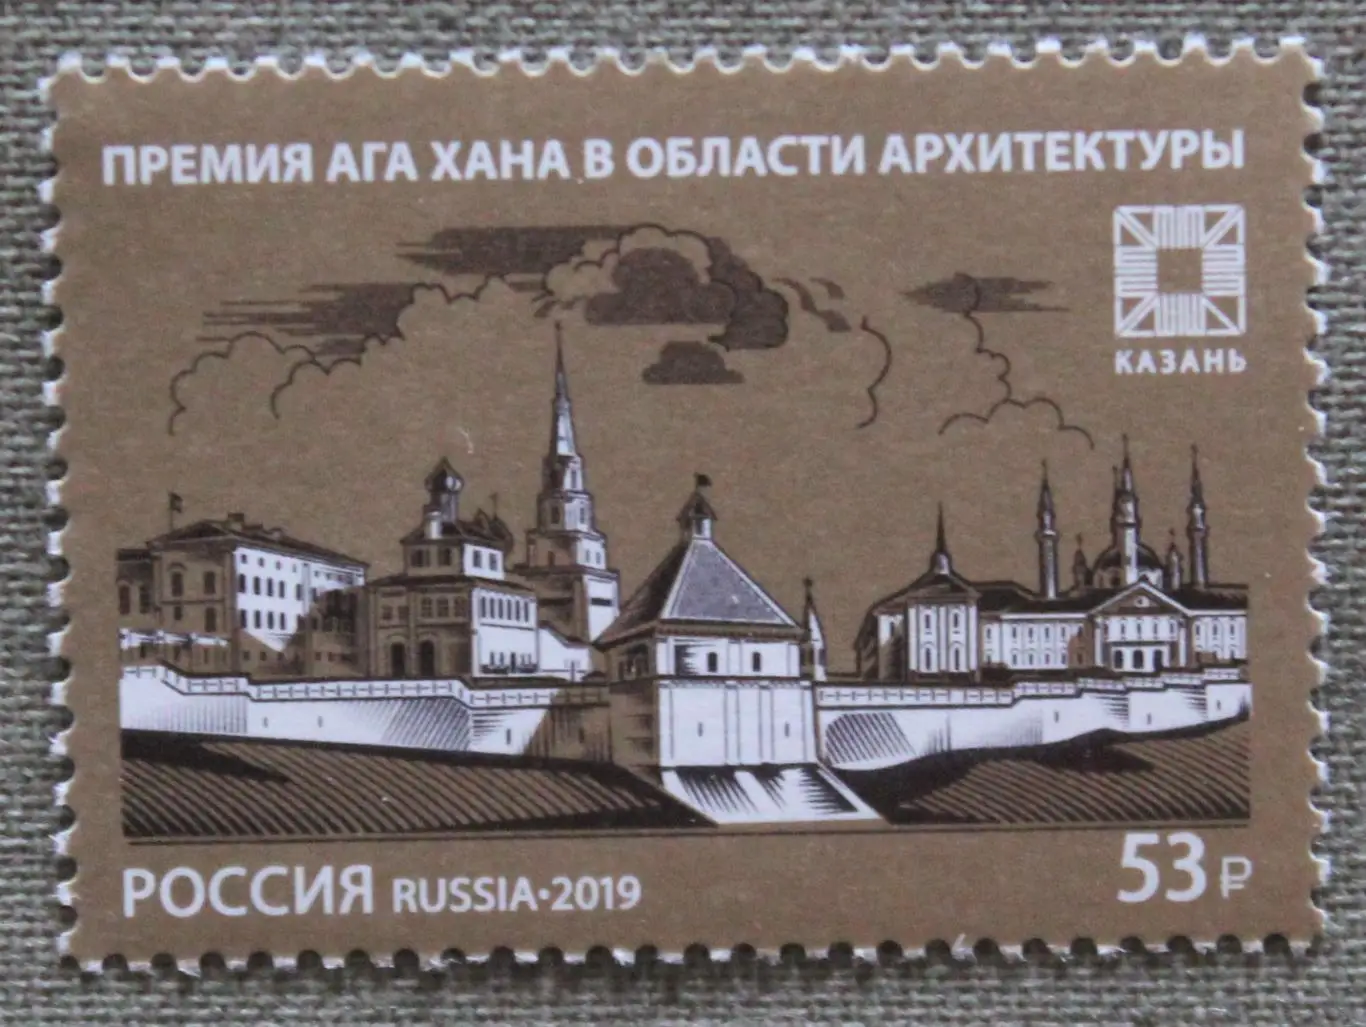 ПРЕМИЯ АГА ХАНА В ОБЛАСТИ АРХИТЕКТУРЫ
КАЗАНЬ
РОССИЯ RUSSIA•2019
53 ₽